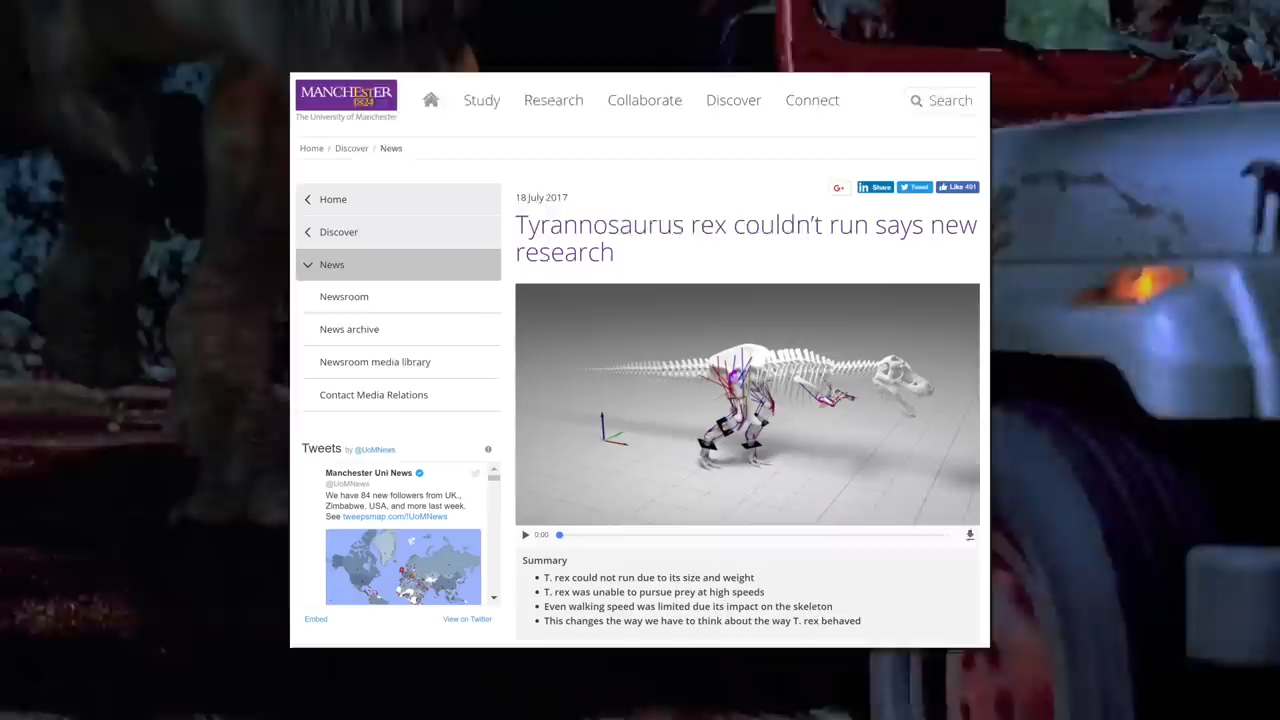 MANCHESTER
1824
The University of Manchester
Study Research Collaborate Discover Connect Search
Home / Discover / News
Home
Discover
News
Newsroom
News archive
Newsroom media library
Contact Media Relations
Tweets by @UoMNews
Manchester Uni News
@UoMNews
We have 84 new followers from UK.,
Zimbabwe, USA, and more last week.
See tweepsmap.com/!UoMNews
Embed View on Twitter
G+ in Share Tweet Like 491
18 July 2017
Tyrannosaurus rex couldn't run says new
research
0:00
Summary
• T. rex could not run due to its size and weight
• T. rex was unable to pursue prey at high speeds
• Even walking speed was limited due its impact on the skeleton
• This changes the way we have to think about the way T. rex behaved